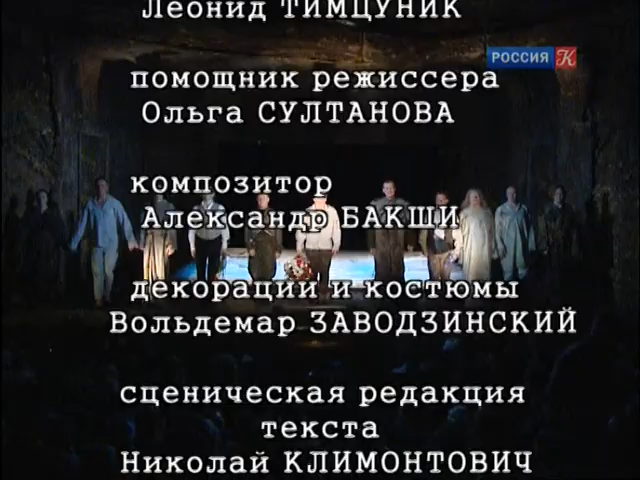 Леонид ТИМЦУНИК
РОССИЯ К
помощник режиссера
Ольга СУЛТАНОВА
композитор
Александр БАКШИ
декорации и костюмы
Вольдемар ЗАВОДЗИНСКИЙ
сценическая редакция
текста
Николай КЛИМОНТОВИЧ